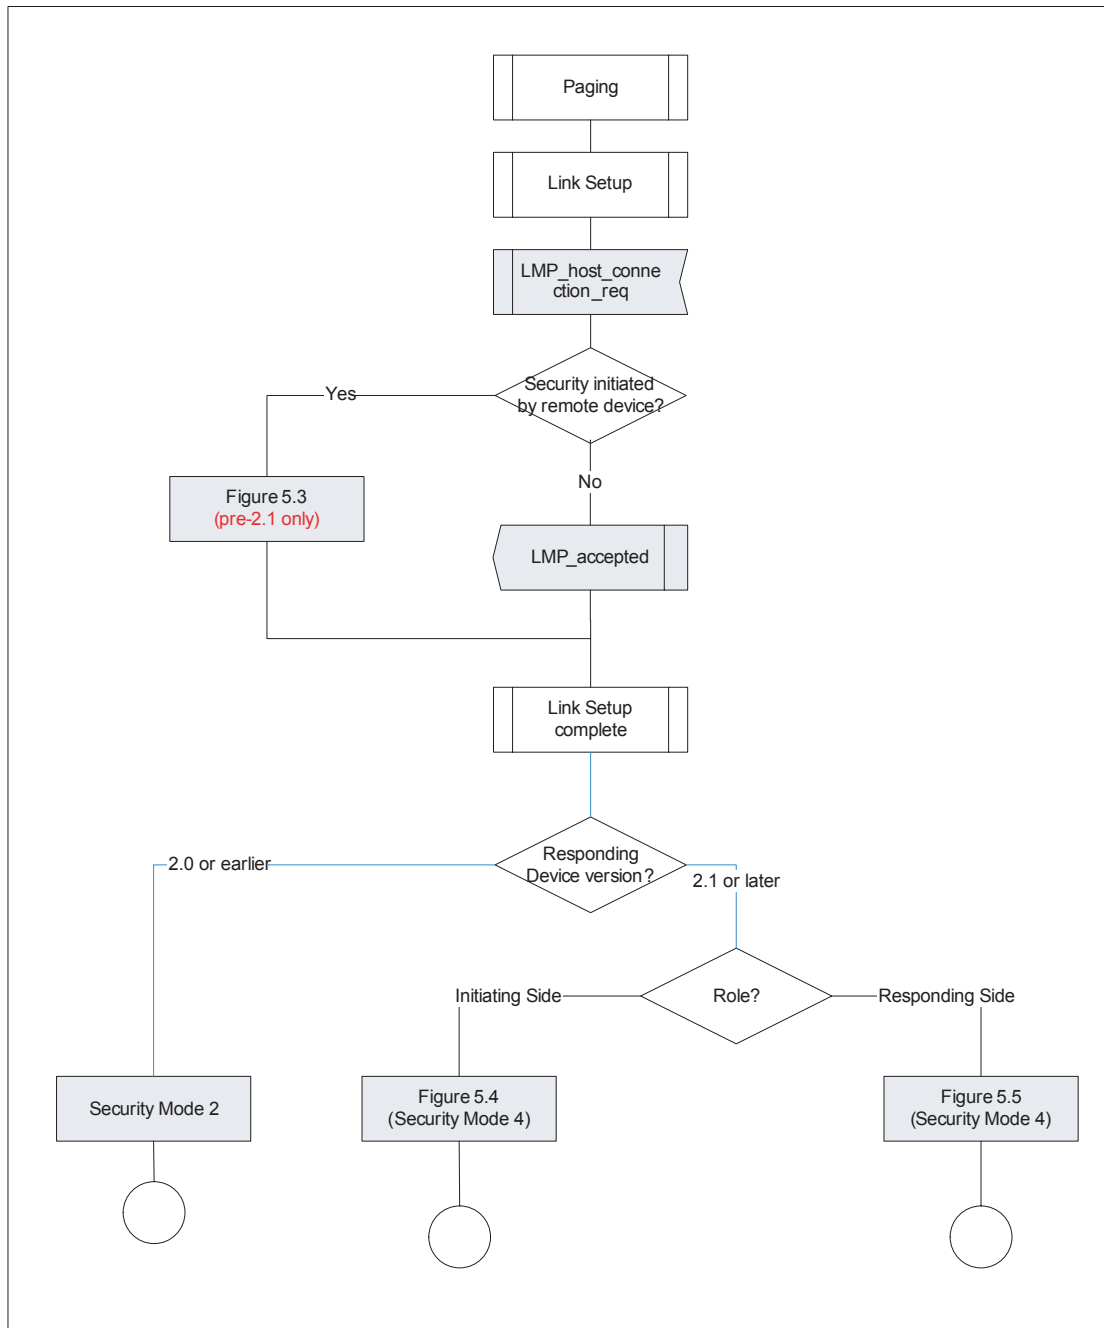 Paging
Link Setup
LMP_host_conne
ction_req
Security initiated
by remote device?
Yes
No
Figure 5.3
(pre-2.1 only)
LMP_accepted
Link Setup
complete
Responding
Device version?
2.0 or earlier
2.1 or later
Role?
Initiating Side
Responding Side
Security Mode 2
Figure 5.4
(Security Mode 4)
Figure 5.5
(Security Mode 4)